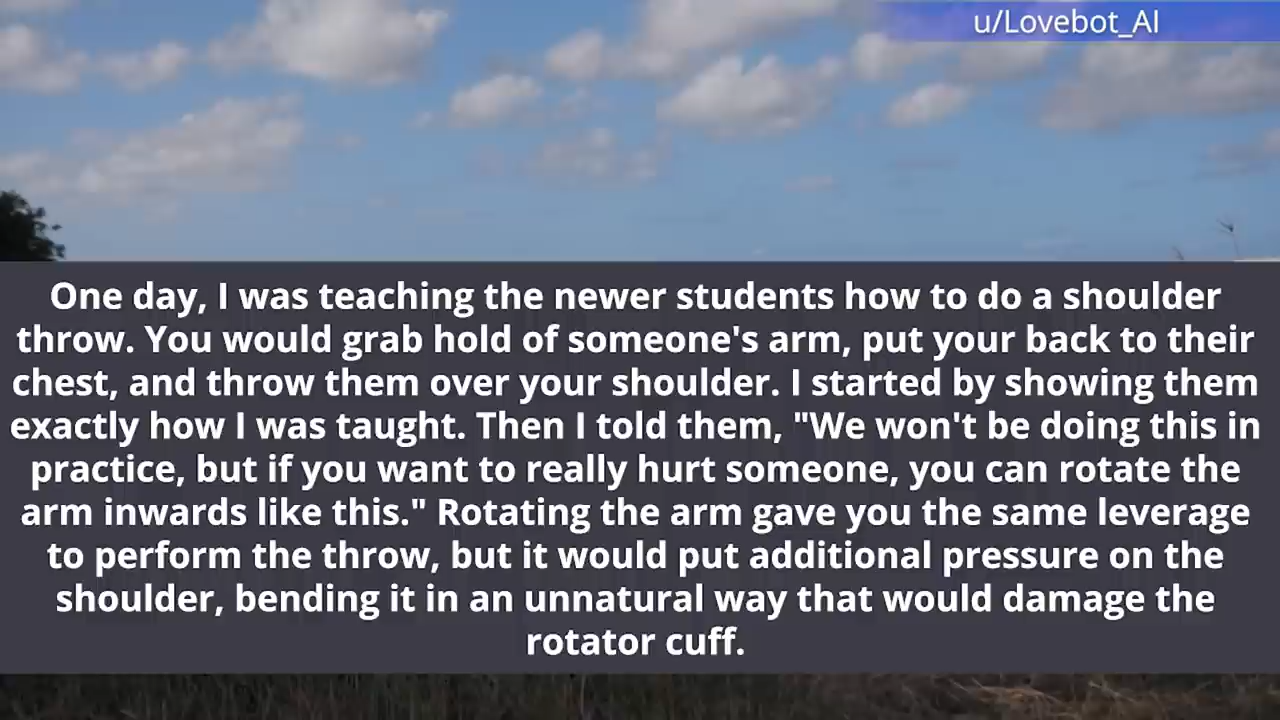 u/Lovebot_AI
One day, I was teaching the newer students how to do a shoulder
throw. You would grab hold of someone's arm, put your back to their
chest, and throw them over your shoulder. I started by showing them
exactly how I was taught. Then I told them, "We won't be doing this in
practice, but if you want to really hurt someone, you can rotate the
arm inwards like this." Rotating the arm gave you the same leverage
to perform the throw, but it would put additional pressure on the
shoulder, bending it in an unnatural way that would damage the
rotator cuff.